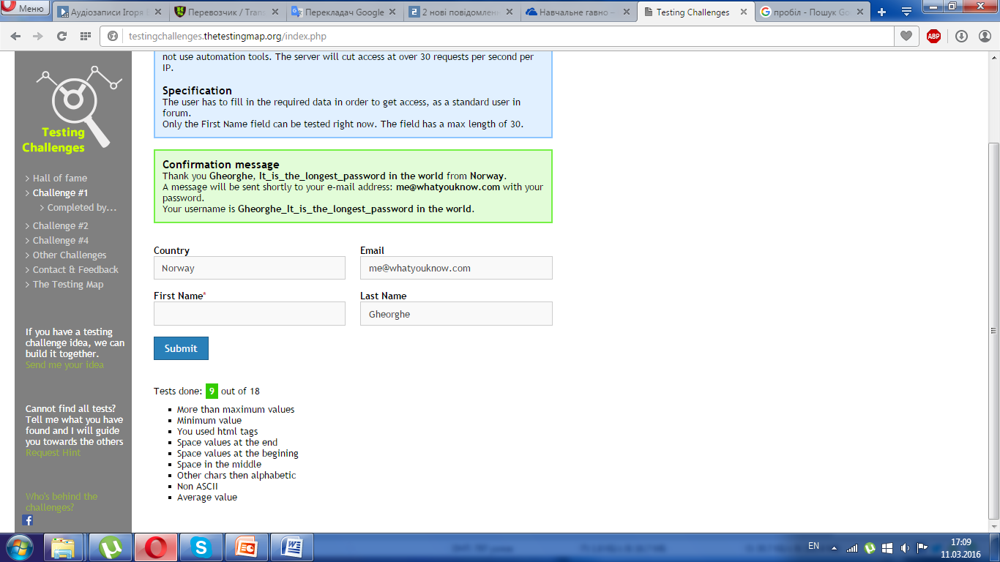 Меню
Аудіозаписи Ігоря
Перевозчик / Trans
Перекладач Google
2 нові повідомлен
Навчальне гавно –
Testing Challenges
пробіл - Пошук Go
testingchallenges.thetestingmap.org/index.php
ABP
not use automation tools. The server will cut access at over 30 requests per second per
IP.
Specification
The user has to fill in the required data in order to get access, as a standard user in
forum.
Only the First Name field can be tested right now. The field has a max length of 30.
Testing
Challenges
Hall of fame
Challenge #1
Completed by...
Challenge #2
Challenge #4
Other Challenges
Contact & Feedback
The Testing Map
If you have a testing
challenge idea, we can
build it together.
Send me your idea
Cannot find all tests?
Tell me what you have
found and I will guide
you towards the others
Request Hint
Who's behind the
challenges?
Confirmation message
Thank you Gheorghe, It_is_the_longest_password in the world from Norway.
A message will be sent shortly to your e-mail address: me@whatyouknow.com with your
password.
Your username is Gheorghe_It_is_the_longest_password in the world.
Country
Email
Norway
me@whatyouknow.com
First Name*
Last Name
Gheorghe
Submit
Tests done: 9 out of 18
More than maximum values
Minimum value
You used html tags
Space values at the end
Space values at the begining
Space in the middle
Other chars then alphabetic
Non ASCII
Average value
EN
17:09
11.03.2016